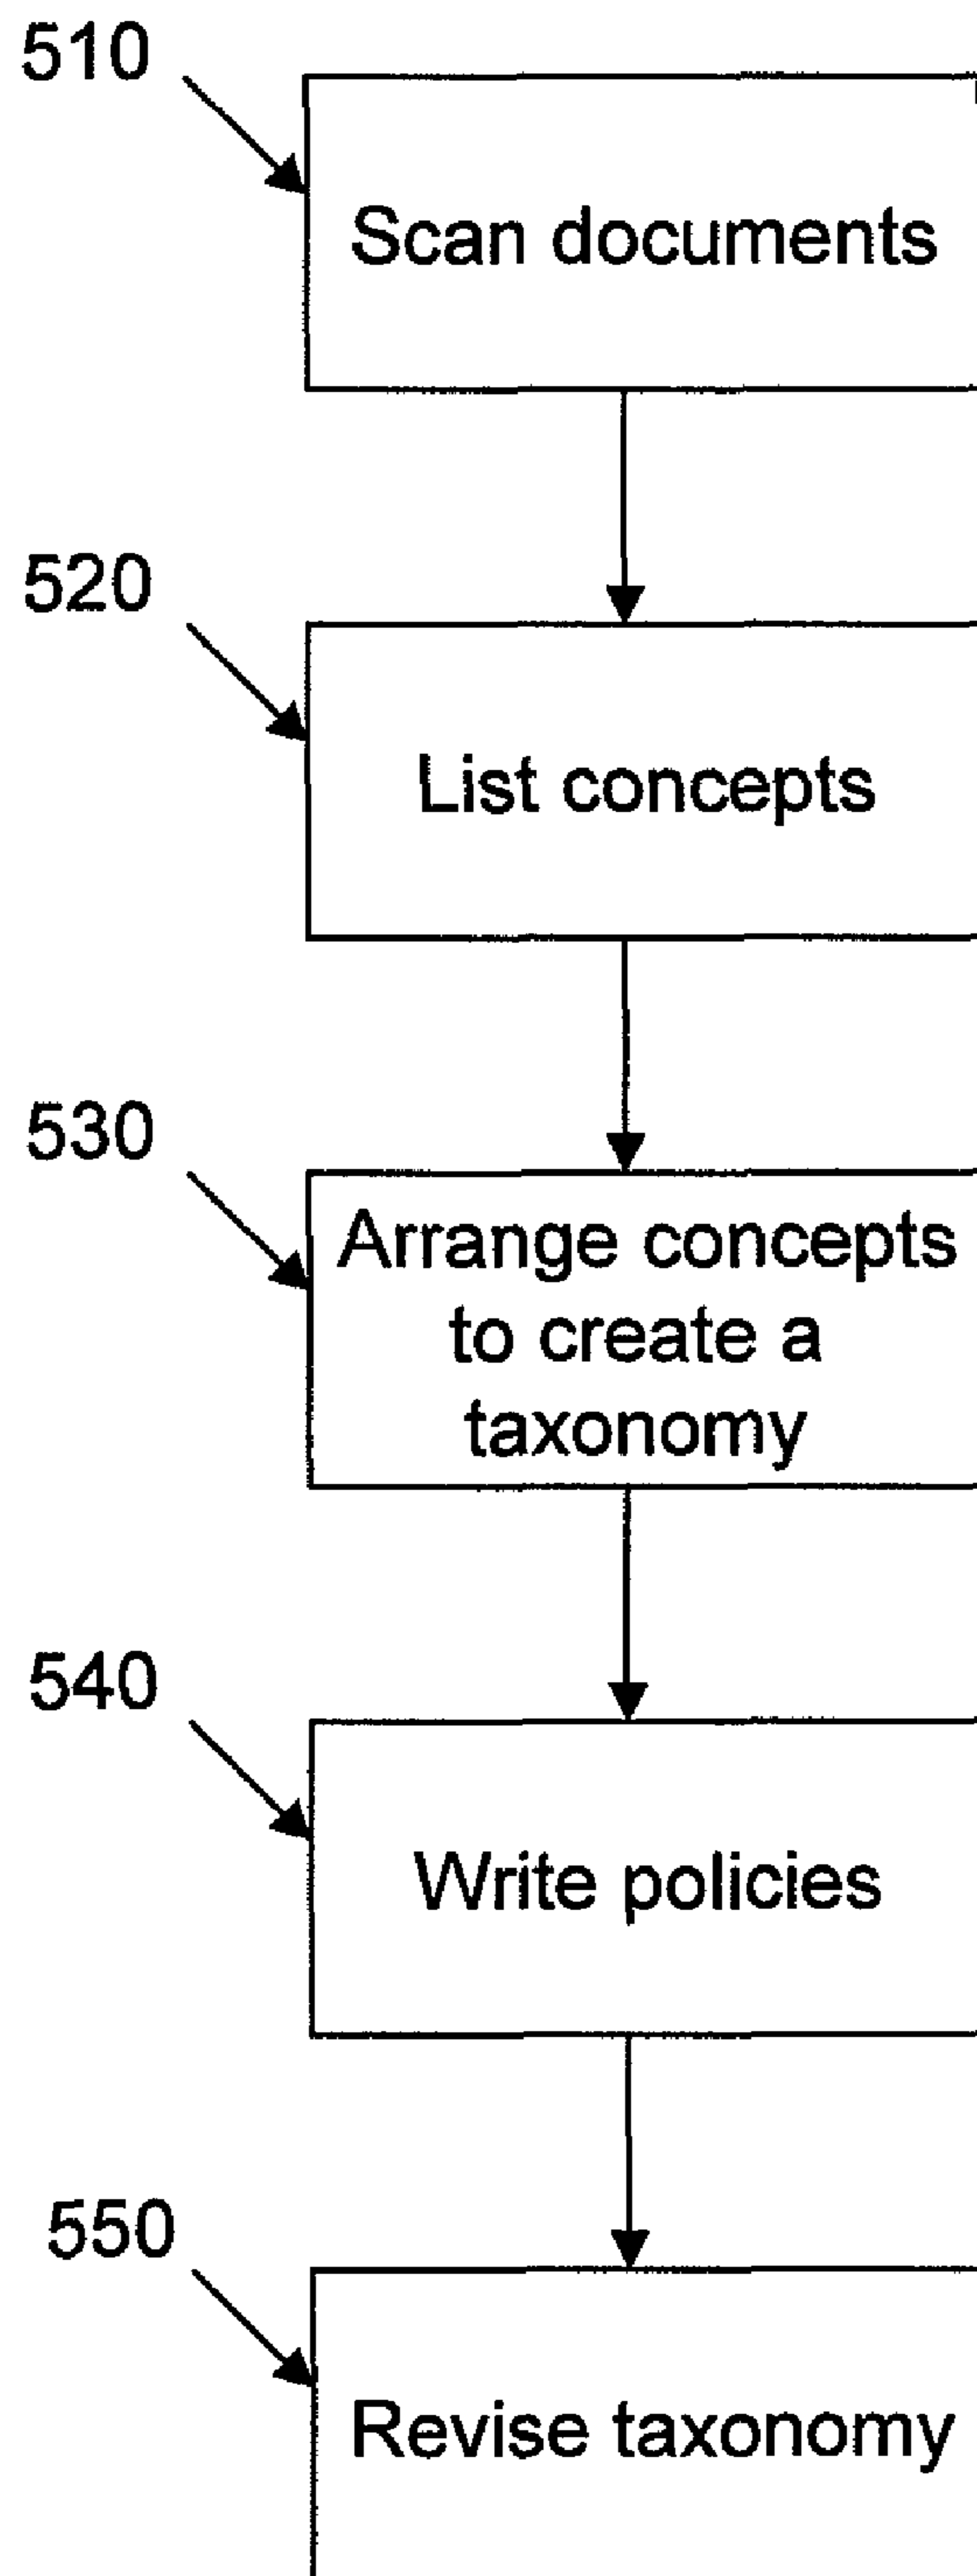 510
Scan documents
520
List concepts
530
Arrange concepts
to create a
taxonomy
540
Write policies
550
Revise taxonomy